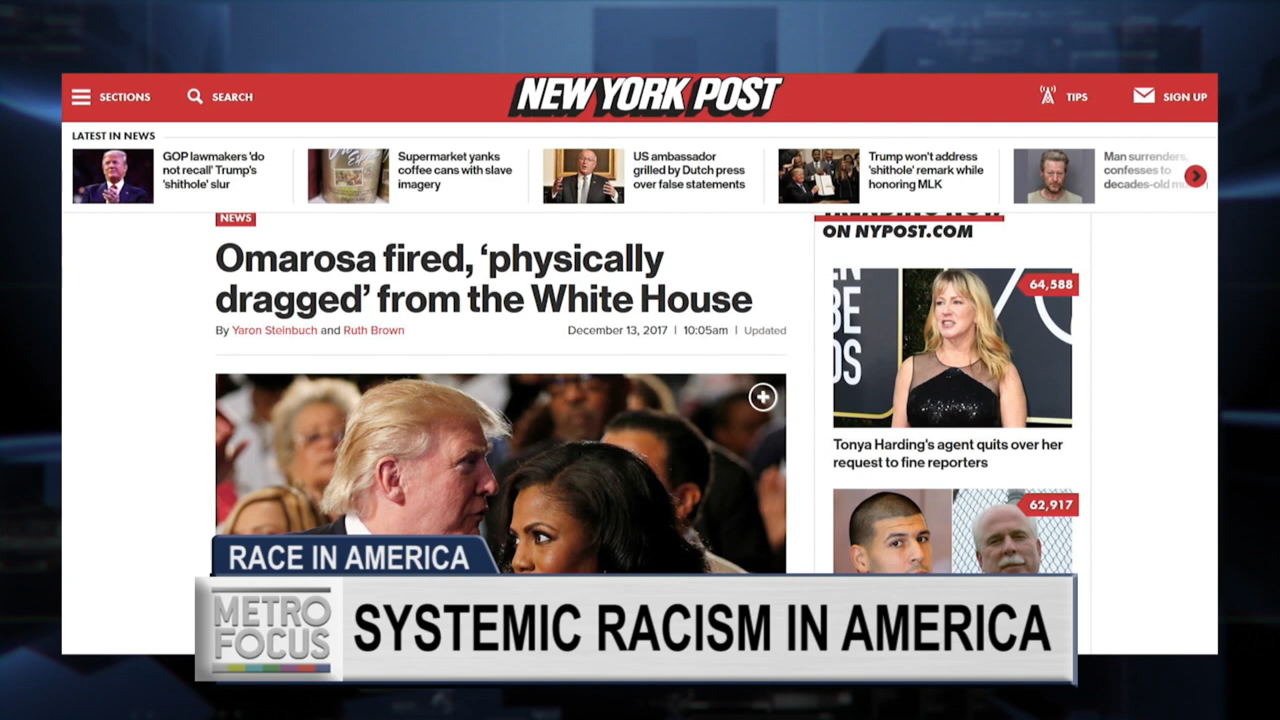 SECTIONS
SEARCH
NEW YORK POST
TIPS
SIGN UP
LATEST IN NEWS
GOP lawmakers 'do
not recall' Trump's
'shithole' slur
Supermarket yanks
coffee cans with slave
imagery
US ambassador
grilled by Dutch press
over false statements
Trump won't address
'shithole' remark while
honoring MLK
Man surrenders,
confesses to
decades-old
NEWS
Omarosa fired, ‘physically
dragged’ from the White House
By Yaron Steinbuch and Ruth Brown
December 13, 2017 | 10:05am | Updated
TRENDING NOW
ON NYPOST.COM
64,588
Tonya Harding's agent quits over her
request to fine reporters
62,917
RACE IN AMERICA
METRO
FOCUS
SYSTEMIC RACISM IN AMERICA